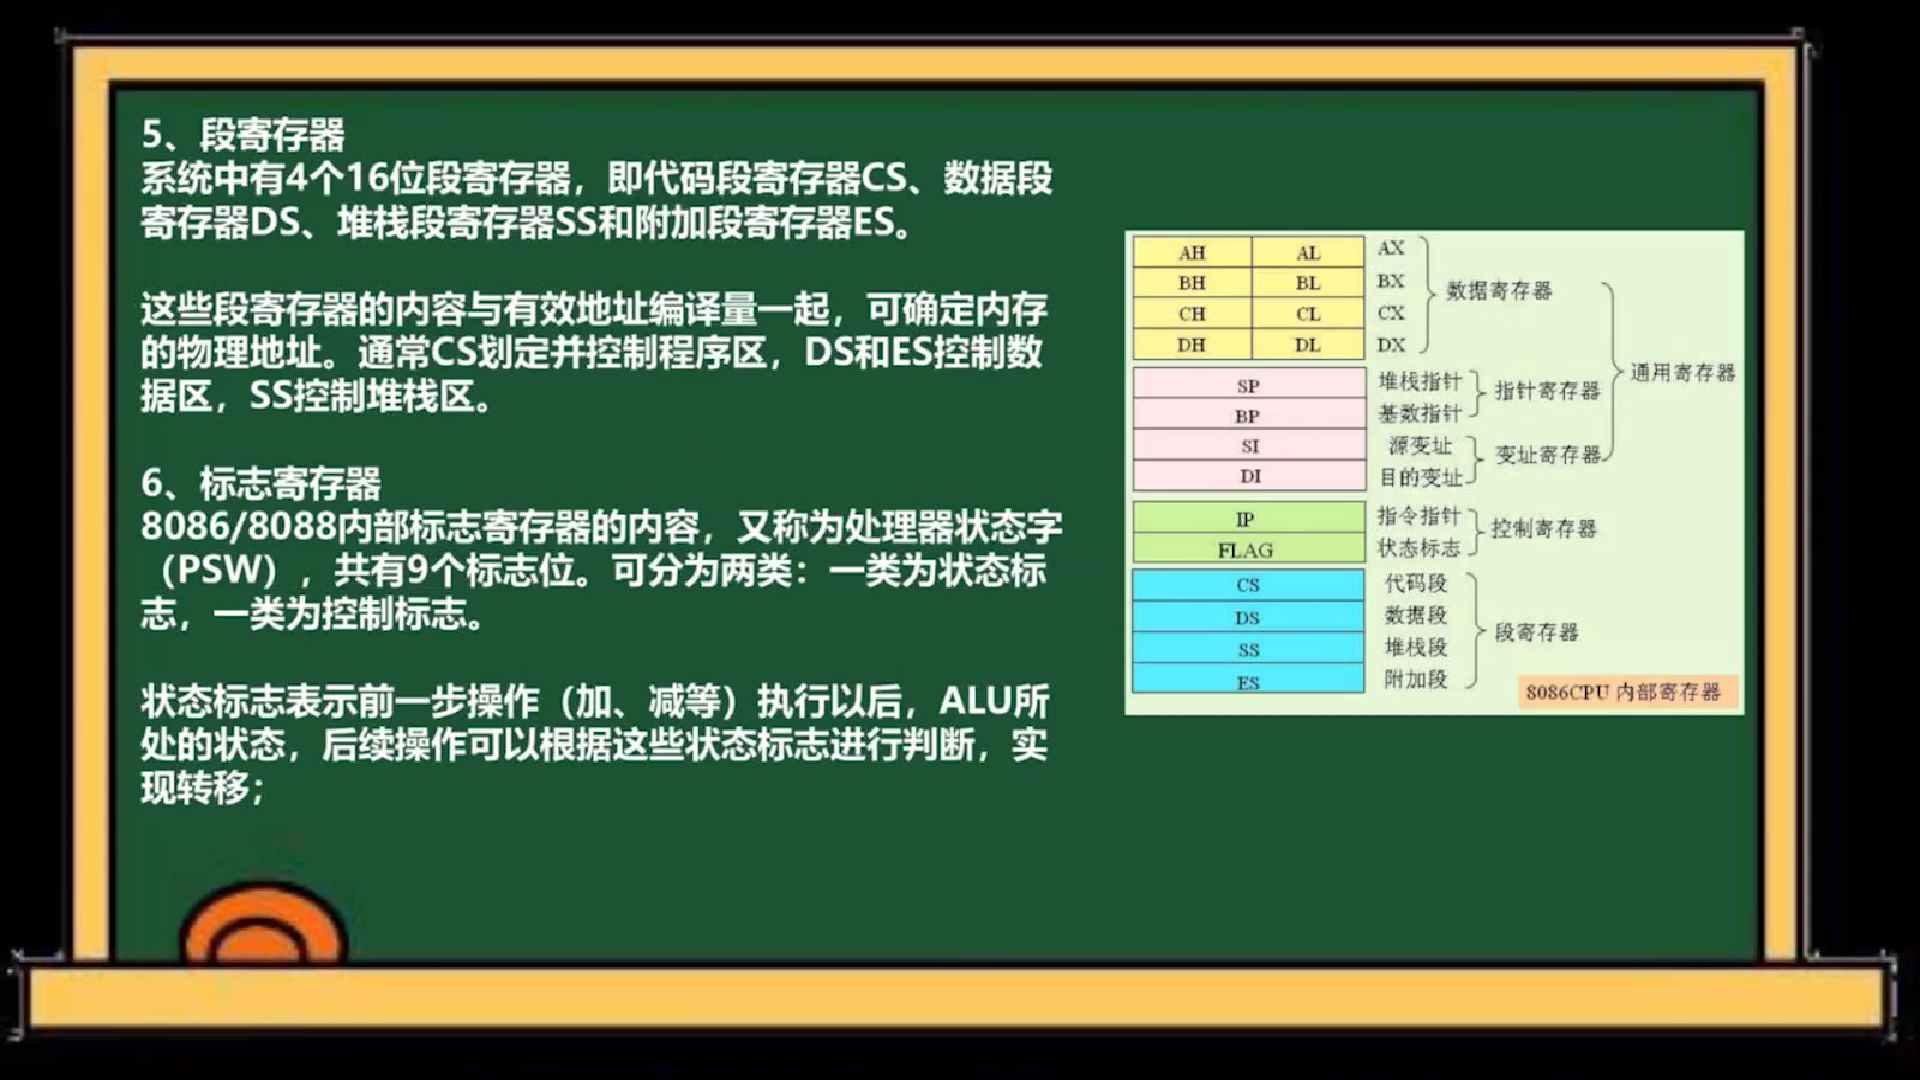 5、段寄存器
系统中有4个16位段寄存器，即代码段寄存器CS、数据段
寄存器DS、堆栈段寄存器SS和附加段寄存器ES。
这些段寄存器的内容与有效地址编译量一起，可确定内存
的物理地址。通常CS划定并控制程序区，DS和ES控制数
据区，SS控制堆栈区。
6、标志寄存器
8086/8088内部标志寄存器的内容，又称为处理器状态字
（PSW），共有9个标志位。可分为两类：一类为状态标
志，一类为控制标志。
状态标志表示前一步操作（加、减等）执行以后，ALU所
处的状态，后续操作可以根据这些状态标志进行判断，实
现转移；
AH AL AX
BH BL BX
数据寄存器
CH CL CX
DH DL DX
通用寄存器
SP 堆栈指针
指针寄存器
BP 基数指针
SI 源变址
变址寄存器
DI 目的变址
IP 指令指针
控制寄存器
FLAG 状态标志
CS 代码段
DS 数据段
段寄存器
SS 堆栈段
ES 附加段
8086CPU 内部寄存器